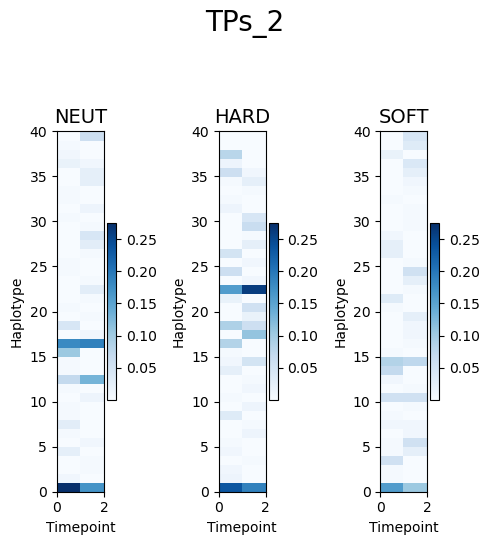 TPs_2
NEUT HARD SOFT
40 40 40
35 35 35
30 30 30
0.25 0.25 0.25
25 25 25
0.20 0.20 0.20
Haplotype Haplotype Haplotype
20 20 20
0.15 0.15 0.15
15 15 15
0.10 0.10 0.10
0.05 0.05 0.05
10 10 10
5 5 5
0 0 0
0 2 0 2 0 2
Timepoint Timepoint Timepoint